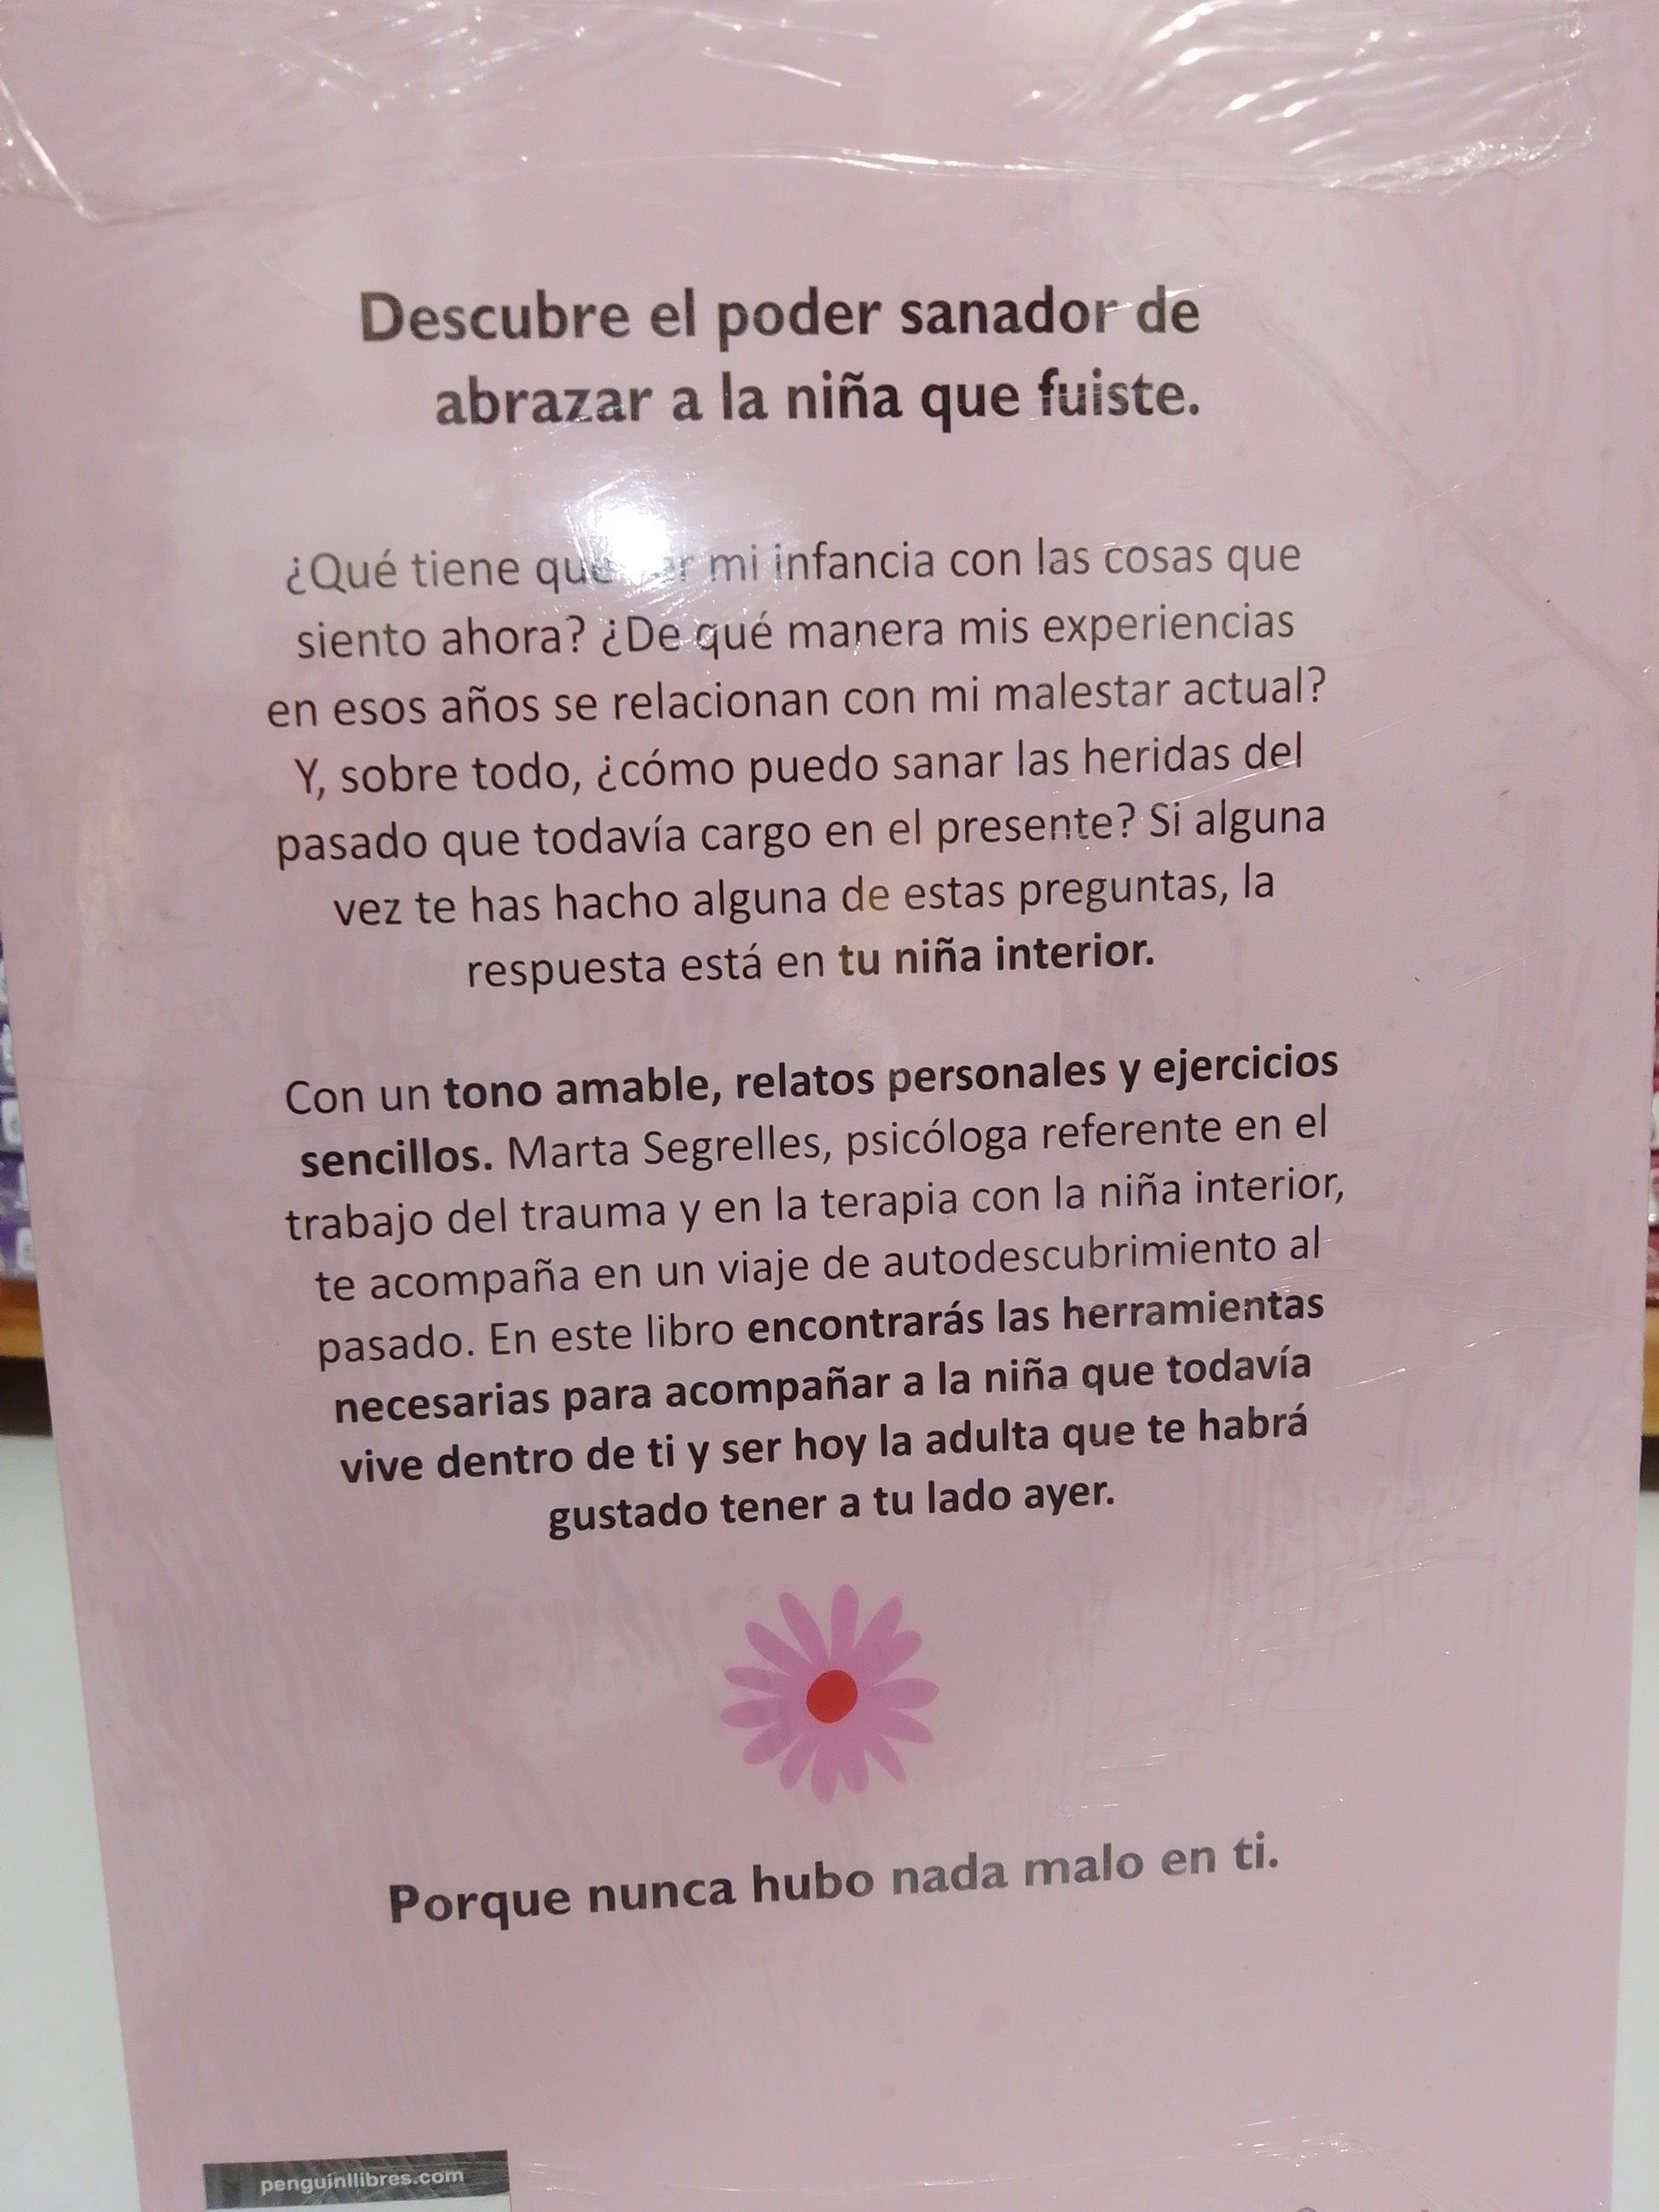 Descubre el poder sanador de
abrazar a la niña que fuiste.
¿Qué tiene que mi infancia con las cosas que
siento ahora? ¿De qué manera mis experiencias
en esos años se relacionan con mi malestar actual?
Y, sobre todo, ¿cómo puedo sanar las heridas del
pasado que todavía cargo en el presente? Si alguna
vez te has hacho alguna de estas preguntas, la
respuesta está en tu niña interior.
Con un tono amable, relatos personales y ejercicios
sencillos. Marta Segrelles, psicóloga referente en el
trabajo del trauma y en la terapia con la niña interior,
te acompaña en un viaje de autodescubrimiento al
pasado. En este libro encontrarás las herramientas
necesarias para acompañar a la niña que todavía
vive dentro de ti y ser hoy la adulta que te habrá
gustado tener a tu lado ayer.
Porque nunca hubo nada malo en ti.
penguinllibres.com